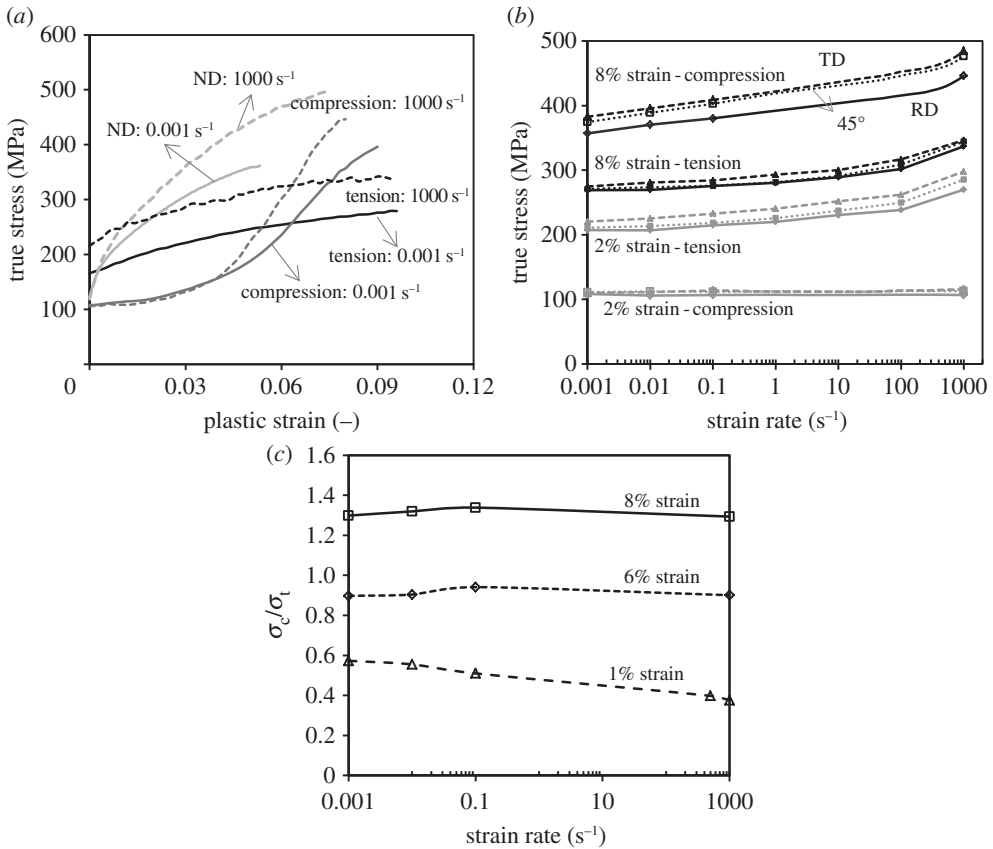 (a)
600
500
400
300
200
100
0
true stress (MPa)
ND: 1000 s⁻¹
compression: 1000 s⁻¹
ND: 0.001 s⁻¹
tension: 1000 s⁻¹
tension: 0.001 s⁻¹
compression: 0.001 s⁻¹
0.03
0.06
0.09
0.12
plastic strain (–)
(b)
500
400
300
200
100
0
true stress (MPa)
TD
8% strain - compression
45°
RD
8% strain - tension
2% strain - tension
2% strain - compression
0.001
0.01
0.1
1
10
100
1000
strain rate (s⁻¹)
(c)
1.6
1.4
1.2
1.0
0.8
0.6
0.4
0.2
0
σc/σt
8% strain
6% strain
1% strain
0.001
0.1
10
1000
strain rate (s⁻¹)